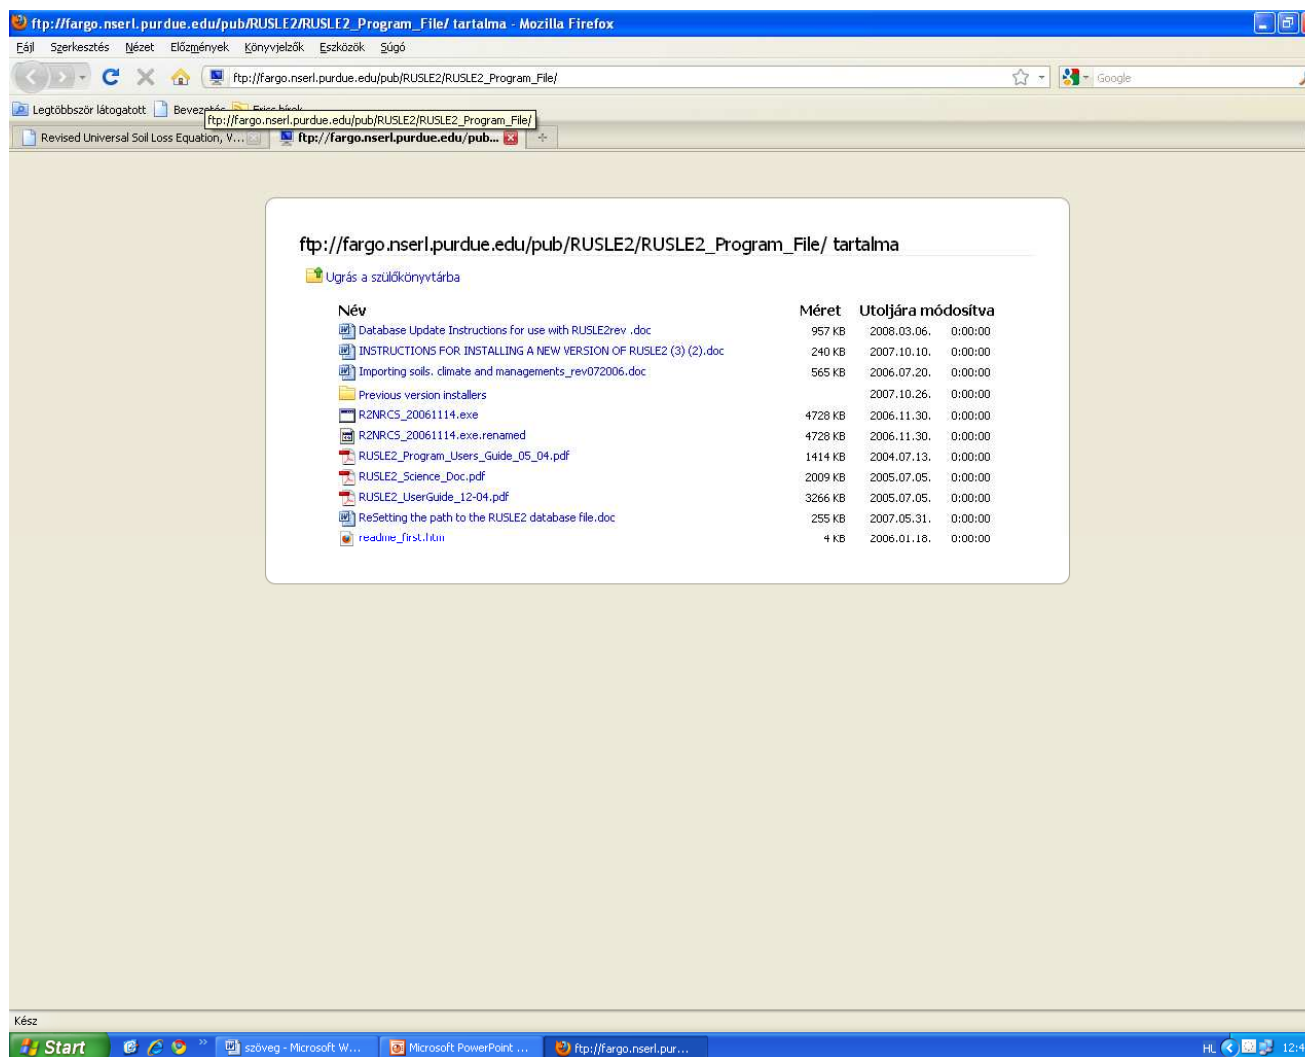 ftp://fargo.nserl.purdue.edu/pub/RUSLE2/RUSLE2_Program_File/ tartalma - Mozilla Firefox
Fájl Szerkesztés Nézet Előzmények Könyvjelzők Eszközök Súgó
ftp://fargo.nserl.purdue.edu/pub/RUSLE2/RUSLE2_Program_File/ Google
Legtöbbször látogatott
ftp://fargo.nserl.purdue.edu/pub/RUSLE2/RUSLE2_Program_File/
Revised Universal Soil Loss Equation, V... ftp://fargo.nserl.purdue.edu/pub...
ftp://fargo.nserl.purdue.edu/pub/RUSLE2/RUSLE2_Program_File/ tartalma
Ugrás a szülőkönyvtárba
Név Méret Utoljára módosítva
Database Update Instructions for use with RUSLE2rev .doc 957 KB 2008.03.06. 0:00:00
INSTRUCTIONS FOR INSTALLING A NEW VERSION OF RUSLE2 (3) (2).doc 240 KB 2007.10.10. 0:00:00
Importing soils. climate and managements_rev072006.doc 565 KB 2006.07.20. 0:00:00
Previous version installers 2007.10.26. 0:00:00
R2NRCS_20061114.exe 4728 KB 2006.11.30. 0:00:00
R2NRCS_20061114.exe.renamed 4728 KB 2006.11.30. 0:00:00
RUSLE2_Program_Users_Guide_05_04.pdf 1414 KB 2004.07.13. 0:00:00
RUSLE2_Science_Doc.pdf 2009 KB 2005.07.05. 0:00:00
RUSLE2_UserGuide_12-04.pdf 3266 KB 2005.07.05. 0:00:00
ReSetting the path to the RUSLE2 database file.doc 255 KB 2007.05.31. 0:00:00
readme_first.htm 4 KB 2006.01.18. 0:00:00
Kész
Start szöveg - Microsoft W... Microsoft PowerPoint ... ftp://fargo.nserl.pur... HU 12:4